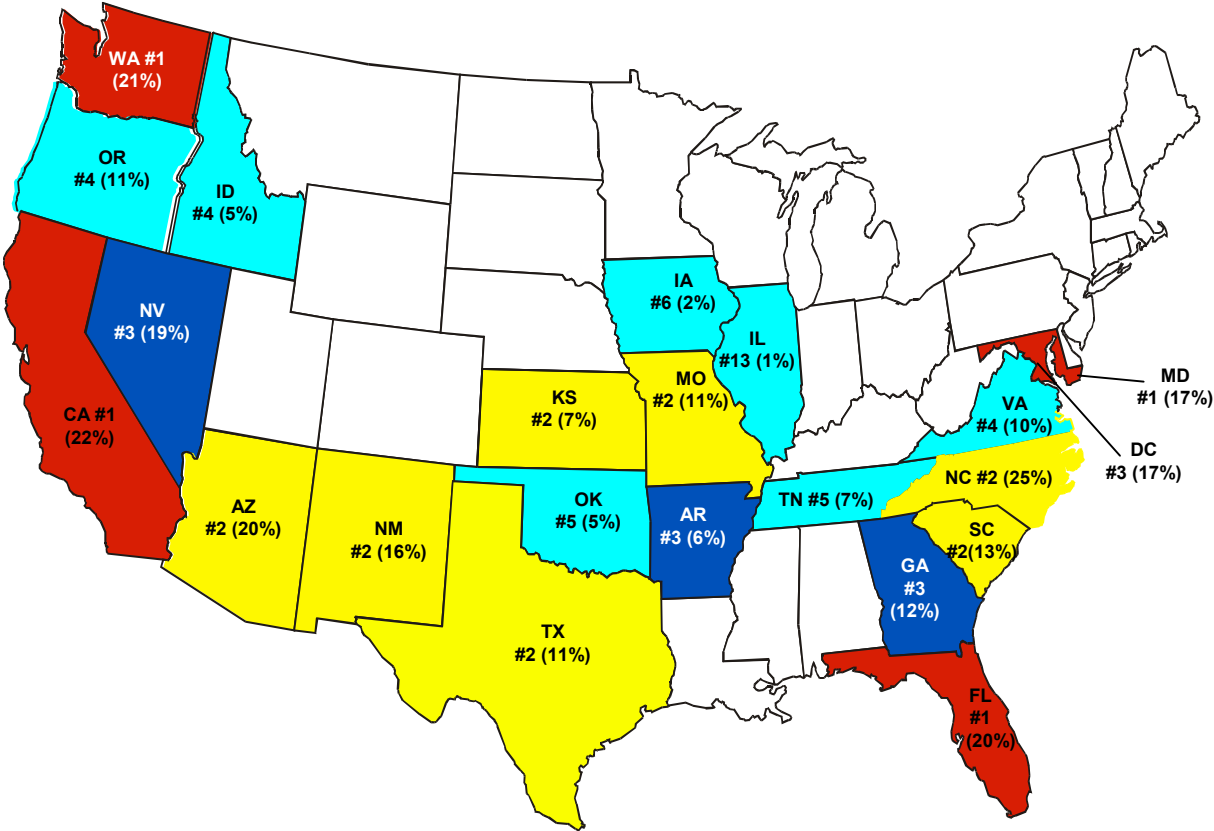 WA #1
(21%)
OR
#4 (11%)
ID
#4 (5%)
CA #1
(22%)
NV
#3 (19%)
IA
#6 (2%)
IL
#13 (1%)
MO
#2 (11%)
KS
#2 (7%)
MD
#1 (17%)
VA
#4 (10%)
DC
#3 (17%)
AZ
#2 (20%)
NM
#2 (16%)
OK
#5 (5%)
AR
#3 (6%)
TN #5 (7%)
NC #2 (25%)
SC
#2(13%)
GA
#3
(12%)
TX
#2 (11%)
FL
#1
(20%)